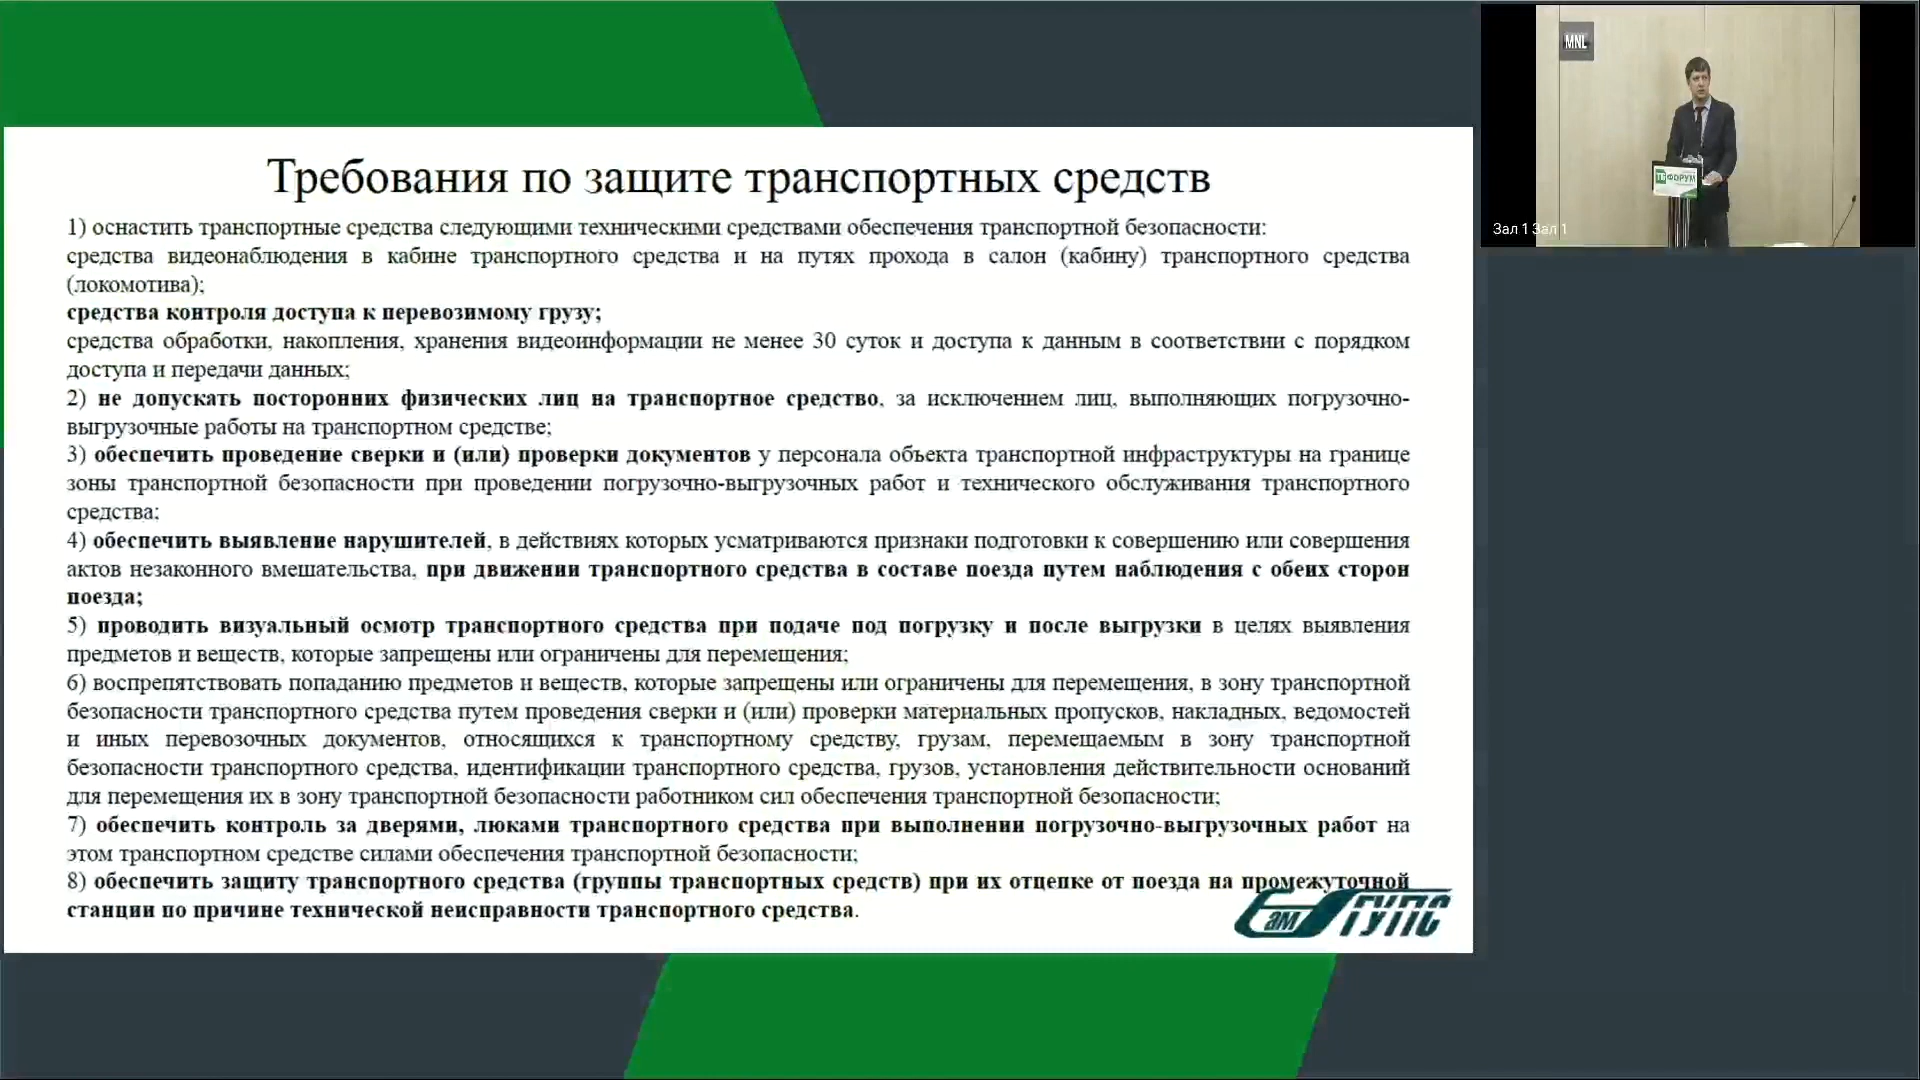 Требования по защите транспортных средств
1) оснастить транспортные средства следующими техническими средствами обеспечения транспортной безопасности:
средства видеонаблюдения в кабине транспортного средства и на путях прохода в салон (кабину) транспортного средства
(локомотива);
средства контроля доступа к перевозимому грузу;
средства обработки, накопления, хранения видеоинформации не менее 30 суток и доступа к данным в соответствии с порядком
доступа и передачи данных;
2) не допускать посторонних физических лиц на транспортное средство, за исключением лиц, выполняющих погрузочно-
выгрузочные работы на транспортном средстве;
3) обеспечить проведение сверки и (или) проверки документов у персонала объекта транспортной инфраструктуры на границе
зоны транспортной безопасности при проведении погрузочно-выгрузочных работ и технического обслуживания транспортного
средства;
4) обеспечить выявление нарушителей, в действиях которых усматриваются признаки подготовки к совершению или совершения
актов незаконного вмешательства, при движении транспортного средства в составе поезда путем наблюдения с обеих сторон
поезда;
5) проводить визуальный осмотр транспортного средства при подаче под погрузку и после выгрузки в целях выявления
предметов и веществ, которые запрещены или ограничены для перемещения;
6) воспрепятствовать попаданию предметов и веществ, которые запрещены или ограничены для перемещения, в зону транспортной
безопасности транспортного средства путем проведения сверки и (или) проверки материальных пропусков, накладных, ведомостей
и иных перевозочных документов, относящихся к транспортному средству, грузам, перемещаемым в зону транспортной
безопасности транспортного средства, идентификации транспортного средства, грузов, установления действительности оснований
для перемещения их в зону транспортной безопасности работником сил обеспечения транспортной безопасности;
7) обеспечить контроль за дверями, люками транспортного средства при выполнении погрузочно-выгрузочных работ на
этом транспортном средстве силами обеспечения транспортной безопасности;
8) обеспечить защиту транспортного средства (группы транспортных средств) при их отцепке от поезда на промежуточной
станции по причине технической неисправности транспортного средства.
Сам ГУПС
MNL
ТБ ФОРУМ
Зал 1 Зал 1